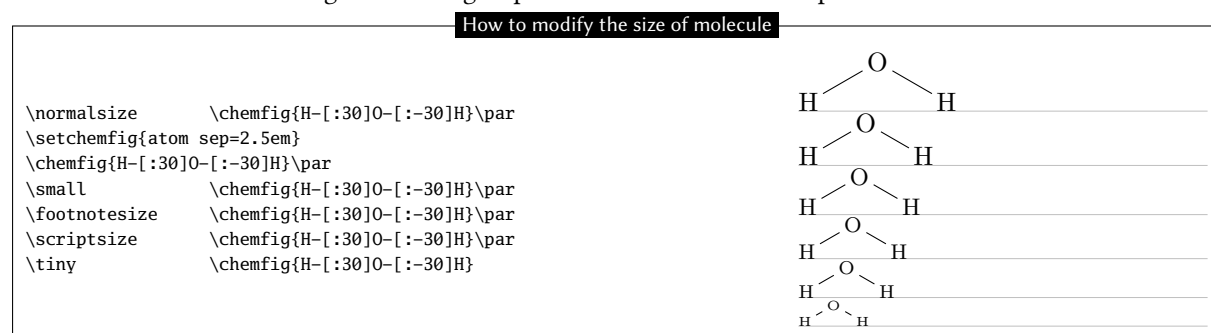 How to modify the size of molecule
\normalsize \chemfig{H-[:30]O-[:-30]H}\par
\setchemfig{atom sep=2.5em}
\chemfig{H-[:30]O-[:-30]H}\par
\small \chemfig{H-[:30]O-[:-30]H}\par
\footnotesize \chemfig{H-[:30]O-[:-30]H}\par
\scriptsize \chemfig{H-[:30]O-[:-30]H}\par
\tiny \chemfig{H-[:30]O-[:-30]H}
O
H H
O
H H
O
H H
O
H H
O
H H
O
H H